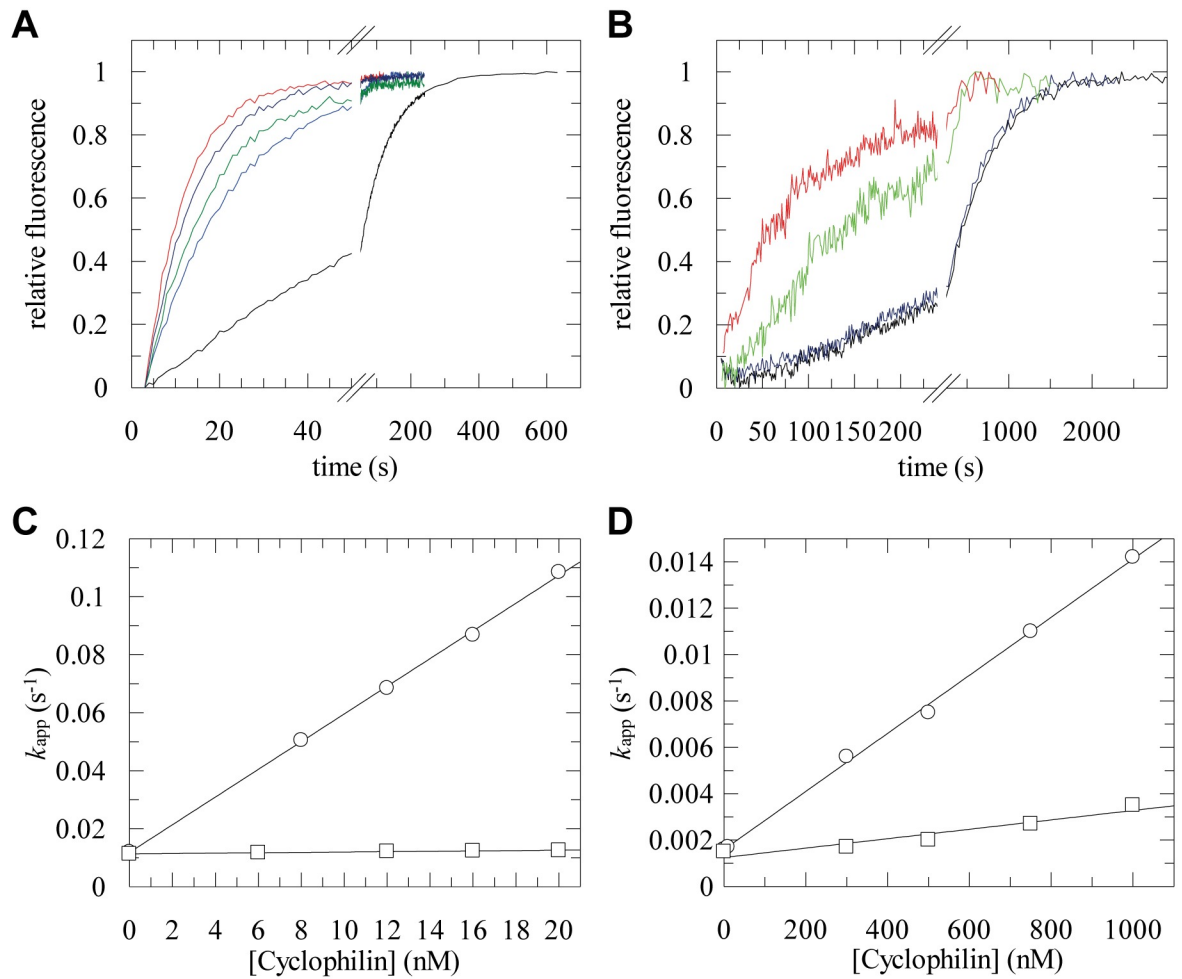 A
B
1
0.8
0.6
0.4
0.2
0
relative fluorescence
0 20 40 200 400 600
time (s)
1
0.8
0.6
0.4
0.2
0
relative fluorescence
0 50 100 150 200 1000 2000
time (s)
C
D
0.12
0.1
0.08
0.06
0.04
0.02
0
kapp (s-1)
0 2 4 6 8 10 12 14 16 18 20
[Cyclophilin] (nM)
0.014
0.012
0.01
0.008
0.006
0.004
0.002
0
kapp (s-1)
0 200 400 600 800 1000
[Cyclophilin] (nM)